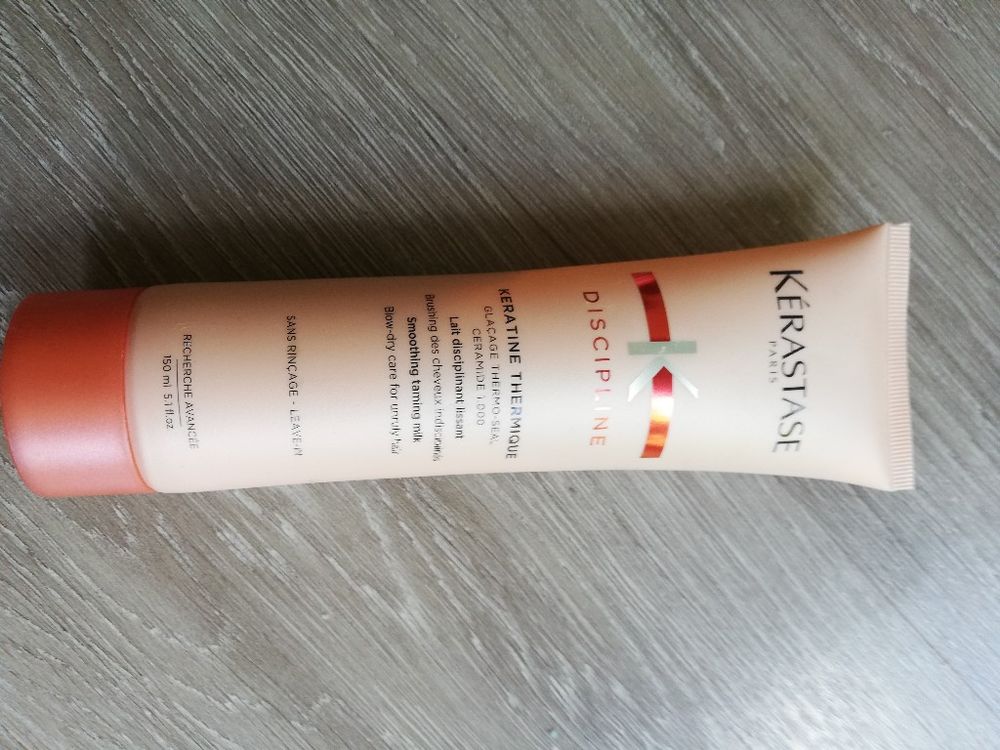 KÉRASTASE
PARIS
K
DISCIPLINE
KERATINE THERMIQUE
GLAÇAGE THERMO-SEAL
CERAMIDE 1.000
Lait disciplinant lissant
Brushing des cheveux indisciplinés
Smoothing taming milk
Blow-dry care for unruly hair
SANS RINÇAGE - LEAVE-IN
RECHERCHE AVANCÉE
150 ml 5.1 fl.oz